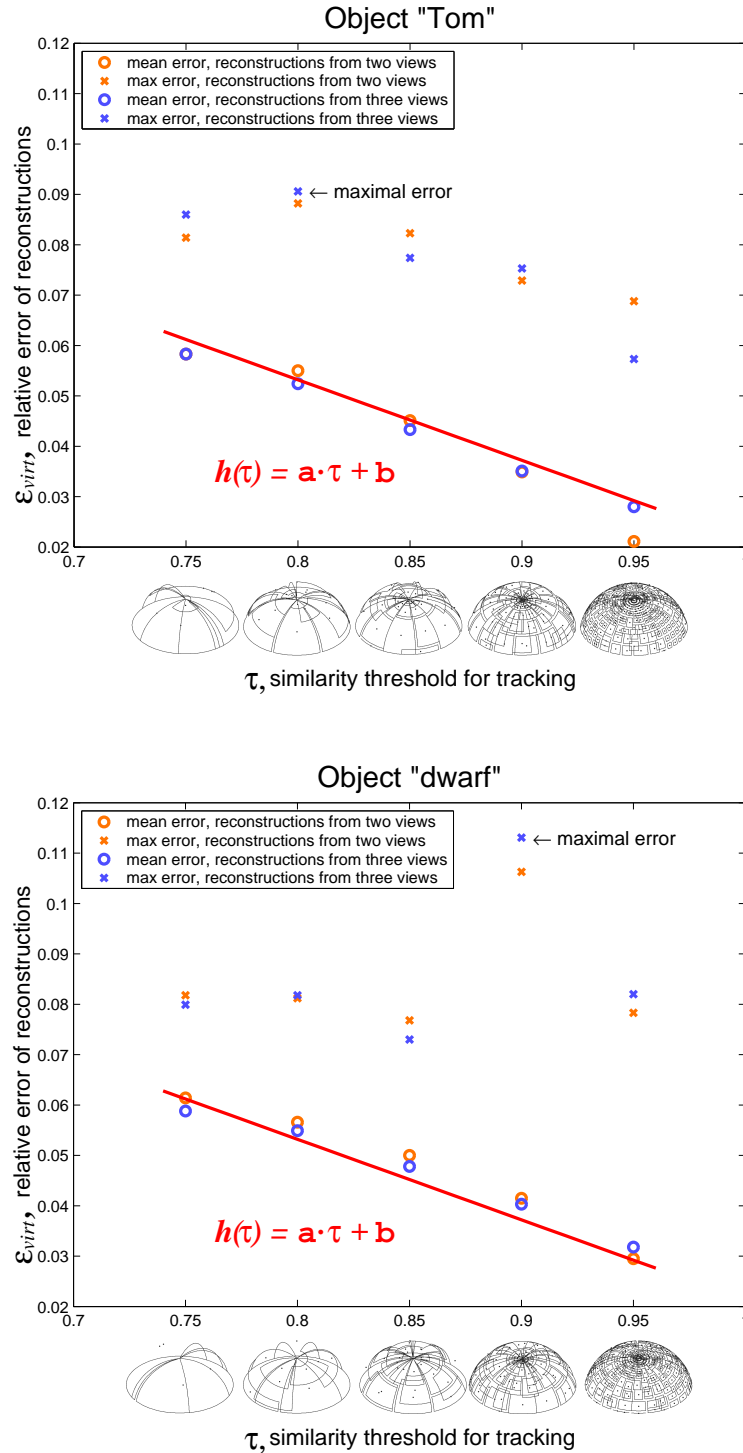 Object "Tom"
0.12
0.11
0.1
0.09
0.08
0.07
0.06
0.05
0.04
0.03
0.02
mean error, reconstructions from two views
max error, reconstructions from two views
mean error, reconstructions from three views
max error, reconstructions from three views
← maximal error
h(τ) = a·τ + b
εvirt, relative error of reconstructions
0.7 0.75 0.8 0.85 0.9 0.95
τ, similarity threshold for tracking
Object "dwarf"
0.12
0.11
0.1
0.09
0.08
0.07
0.06
0.05
0.04
0.03
0.02
mean error, reconstructions from two views
max error, reconstructions from two views
mean error, reconstructions from three views
max error, reconstructions from three views
← maximal error
h(τ) = a·τ + b
εvirt, relative error of reconstructions
0.7 0.75 0.8 0.85 0.9 0.95
τ, similarity threshold for tracking